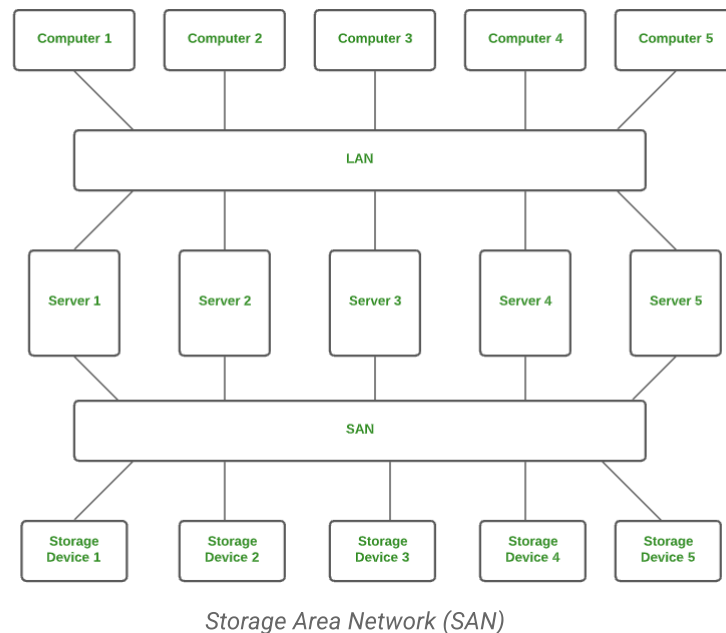 Computer 1
Computer 2
Computer 3
Computer 4
Computer 5
LAN
Server 1
Server 2
Server 3
Server 4
Server 5
SAN
Storage
Device 1
Storage
Device 2
Storage
Device 3
Storage
Device 4
Storage
Device 5
Storage Area Network (SAN)